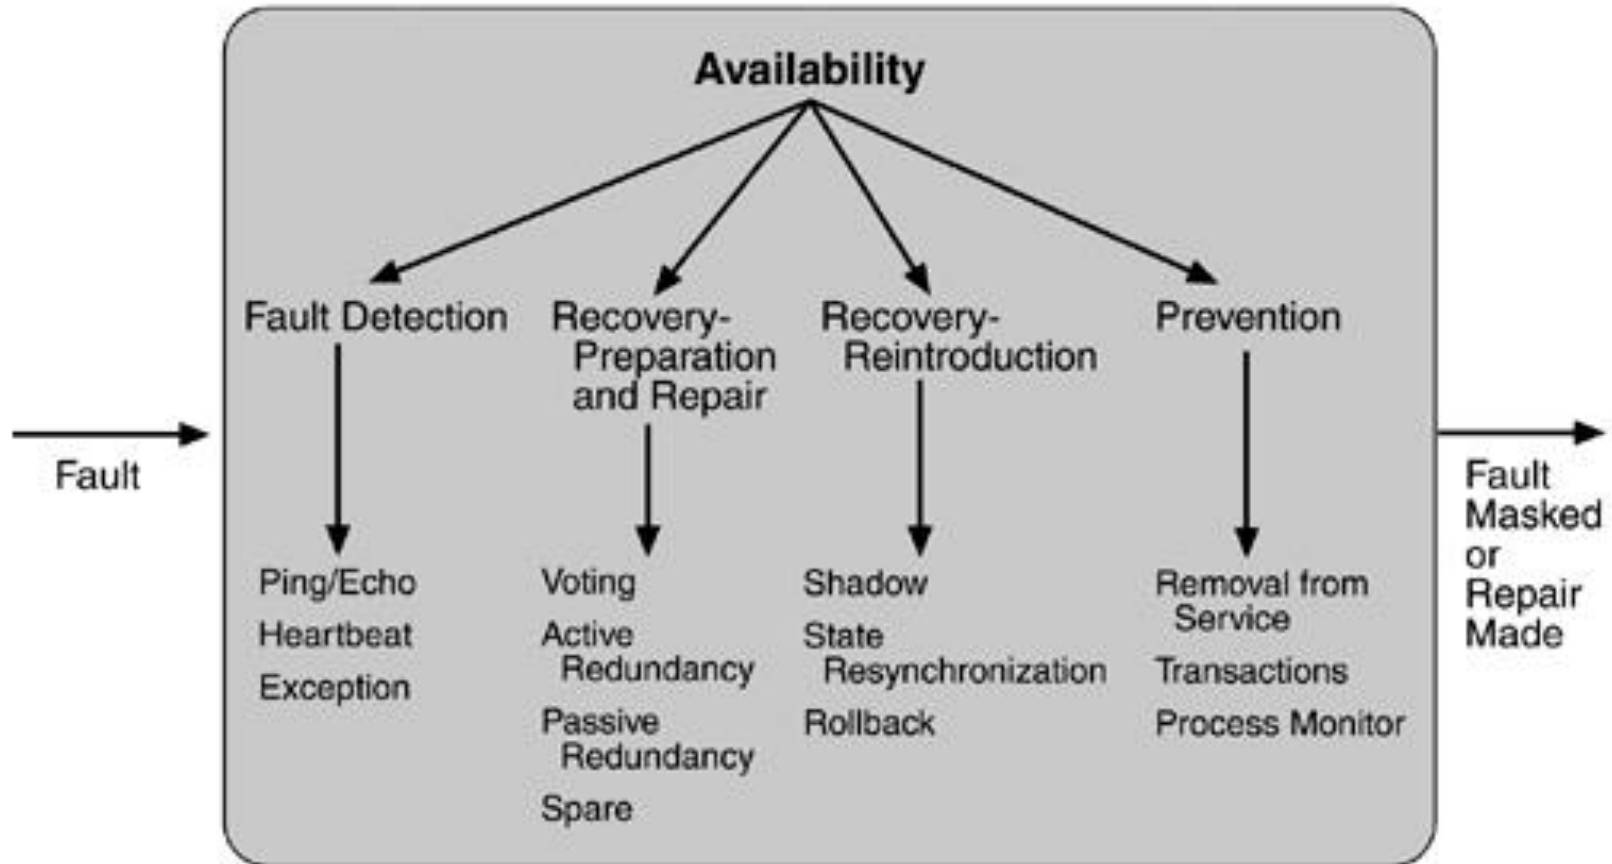 Availability
Fault Detection
Recovery-
Preparation
and Repair
Recovery-
Reintroduction
Prevention
Fault
Fault
Masked
or
Repair
Made
Ping/Echo
Heartbeat
Exception
Voting
Active
Redundancy
Passive
Redundancy
Spare
Shadow
State
Resynchronization
Rollback
Removal from
Service
Transactions
Process Monitor